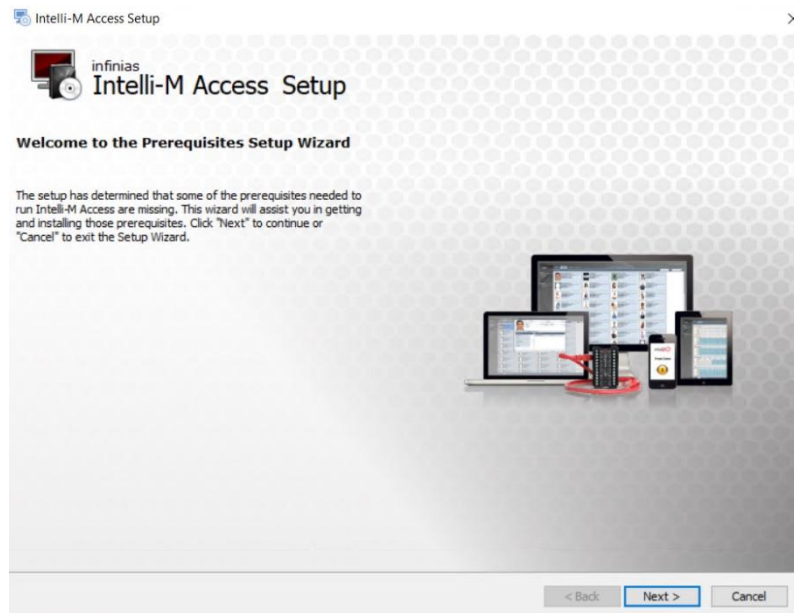 Intelli-M Access Setup
infinias
Intelli-M Access Setup
Welcome to the Prerequisites Setup Wizard
The setup has determined that some of the prerequisites needed to
run Intelli-M Access are missing. This wizard will assist you in getting
and installing those prerequisites. Click "Next" to continue or
"Cancel" to exit the Setup Wizard.
< Back
Next >
Cancel